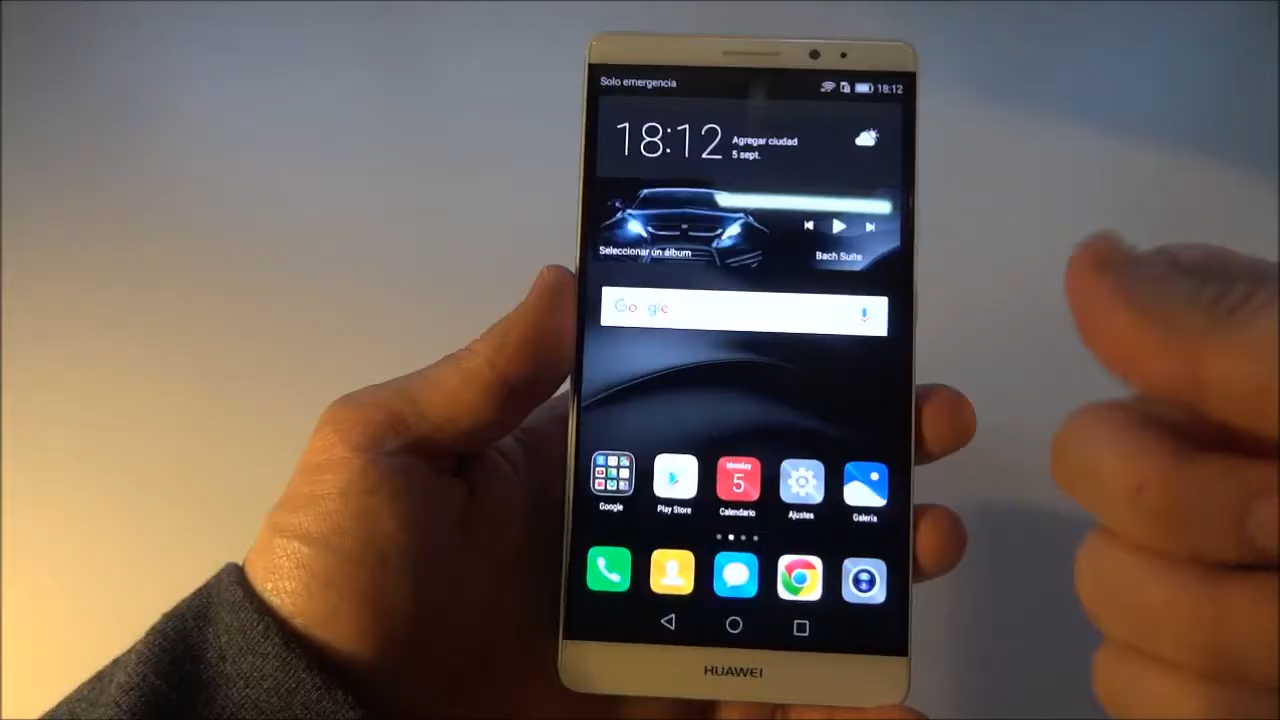 Solo emergencia
18:12
18:12
Agregar ciudad
5 sept.
Seleccionar un álbum
Bach Suite
Google
Monday
5
Google
Play Store
Calendario
Ajustes
Galería
HUAWEI